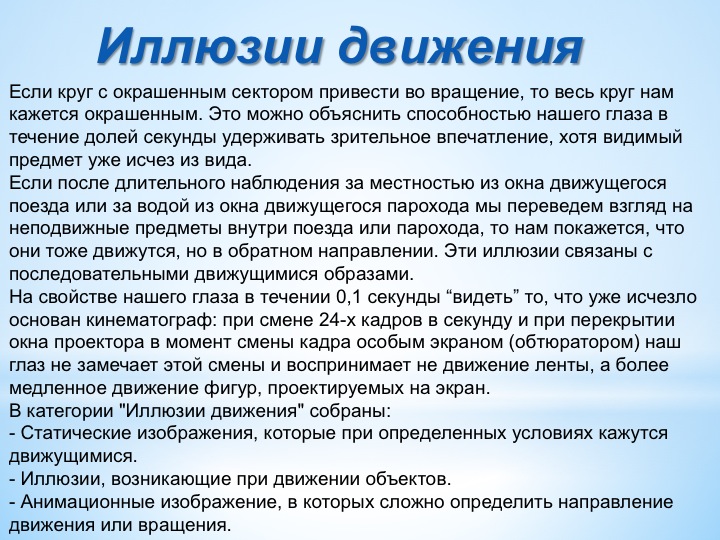 Иллюзии движения
Если круг с окрашенным сектором привести во вращение, то весь круг нам
кажется окрашенным. Это можно объяснить способностью нашего глаза в
течение долей секунды удерживать зрительное впечатление, хотя видимый
предмет уже исчез из вида.
Если после длительного наблюдения за местностью из окна движущегося
поезда или за водой из окна движущегося парохода мы переведем взгляд на
неподвижные предметы внутри поезда или парохода, то нам покажется, что
они тоже движутся, но в обратном направлении. Эти иллюзии связаны с
последовательными движущимися образами.
На свойстве нашего глаза в течении 0,1 секунды “видеть” то, что уже исчезло
основан кинематограф: при смене 24-х кадров в секунду и при перекрытии
окна проектора в момент смены кадра особым экраном (обтюратором) наш
глаз не замечает этой смены и воспринимает не движение ленты, а более
медленное движение фигур, проектируемых на экран.
В категории "Иллюзии движения" собраны:
- Статические изображения, которые при определенных условиях кажутся
движущимися.
- Иллюзии, возникающие при движении объектов.
- Анимационные изображение, в которых сложно определить направление
движения или вращения.